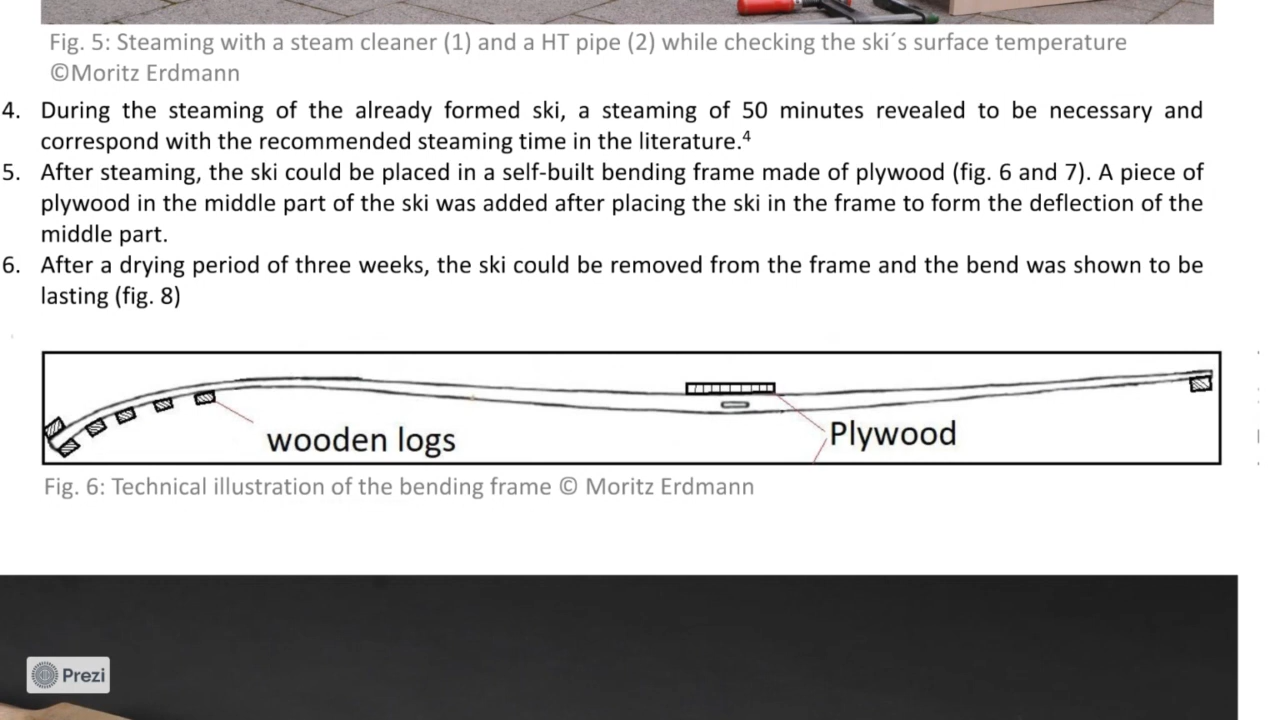 Fig. 5: Steaming with a steam cleaner (1) and a HT pipe (2) while checking the ski´s surface temperature
©Moritz Erdmann
4. During the steaming of the already formed ski, a steaming of 50 minutes revealed to be necessary and
correspond with the recommended steaming time in the literature.⁴
5. After steaming, the ski could be placed in a self-built bending frame made of plywood (fig. 6 and 7). A piece of
plywood in the middle part of the ski was added after placing the ski in the frame to form the deflection of the
middle part.
6. After a drying period of three weeks, the ski could be removed from the frame and the bend was shown to be
lasting (fig. 8)
wooden logs
Plywood
Fig. 6: Technical illustration of the bending frame © Moritz Erdmann
Prezi